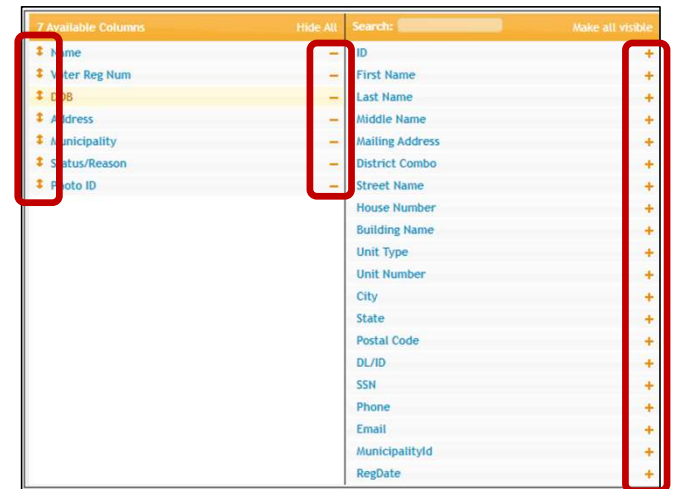 7 Available Columns Hide All
Name
Voter Reg Num
DOB
Address
Municipality
Status/Reason
Photo ID
Search: Make all visible
ID
First Name
Last Name
Middle Name
Mailing Address
District Combo
Street Name
House Number
Building Name
Unit Type
Unit Number
City
State
Postal Code
DL/ID
SSN
Phone
Email
MunicipalityId
RegDate